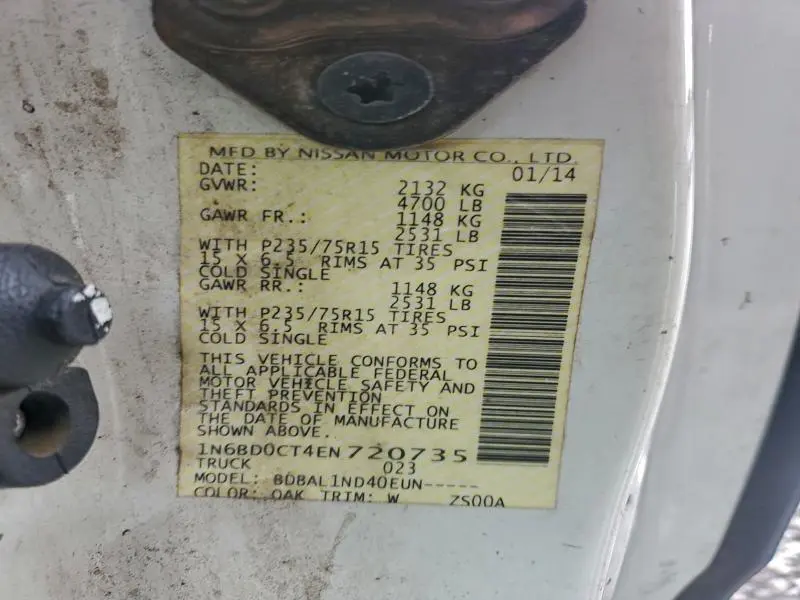 MFD BY NISSAN MOTOR CO., LTD.
DATE: 01/14
GVWR: 2132 KG
4700 LB
GAWR FR.: 1148 KG
2531 LB
WITH P235/75R15 TIRES
15 X 6.5 RIMS AT 35 PSI
COLD SINGLE
GAWR RR.: 1148 KG
2531 LB
WITH P235/75R15 TIRES
15 X 6.5 RIMS AT 35 PSI
COLD SINGLE
THIS VEHICLE CONFORMS TO
ALL APPLICABLE FEDERAL
MOTOR VEHICLE SAFETY AND
THEFT PREVENTION
STANDARDS IN EFFECT ON
THE DATE OF MANUFACTURE
SHOWN ABOVE.
1N6BD0CT4EN720735
TRUCK 023
MODEL: BDBAL1ND40EUN-----
COLOR: QAK TRIM: W ZS00A